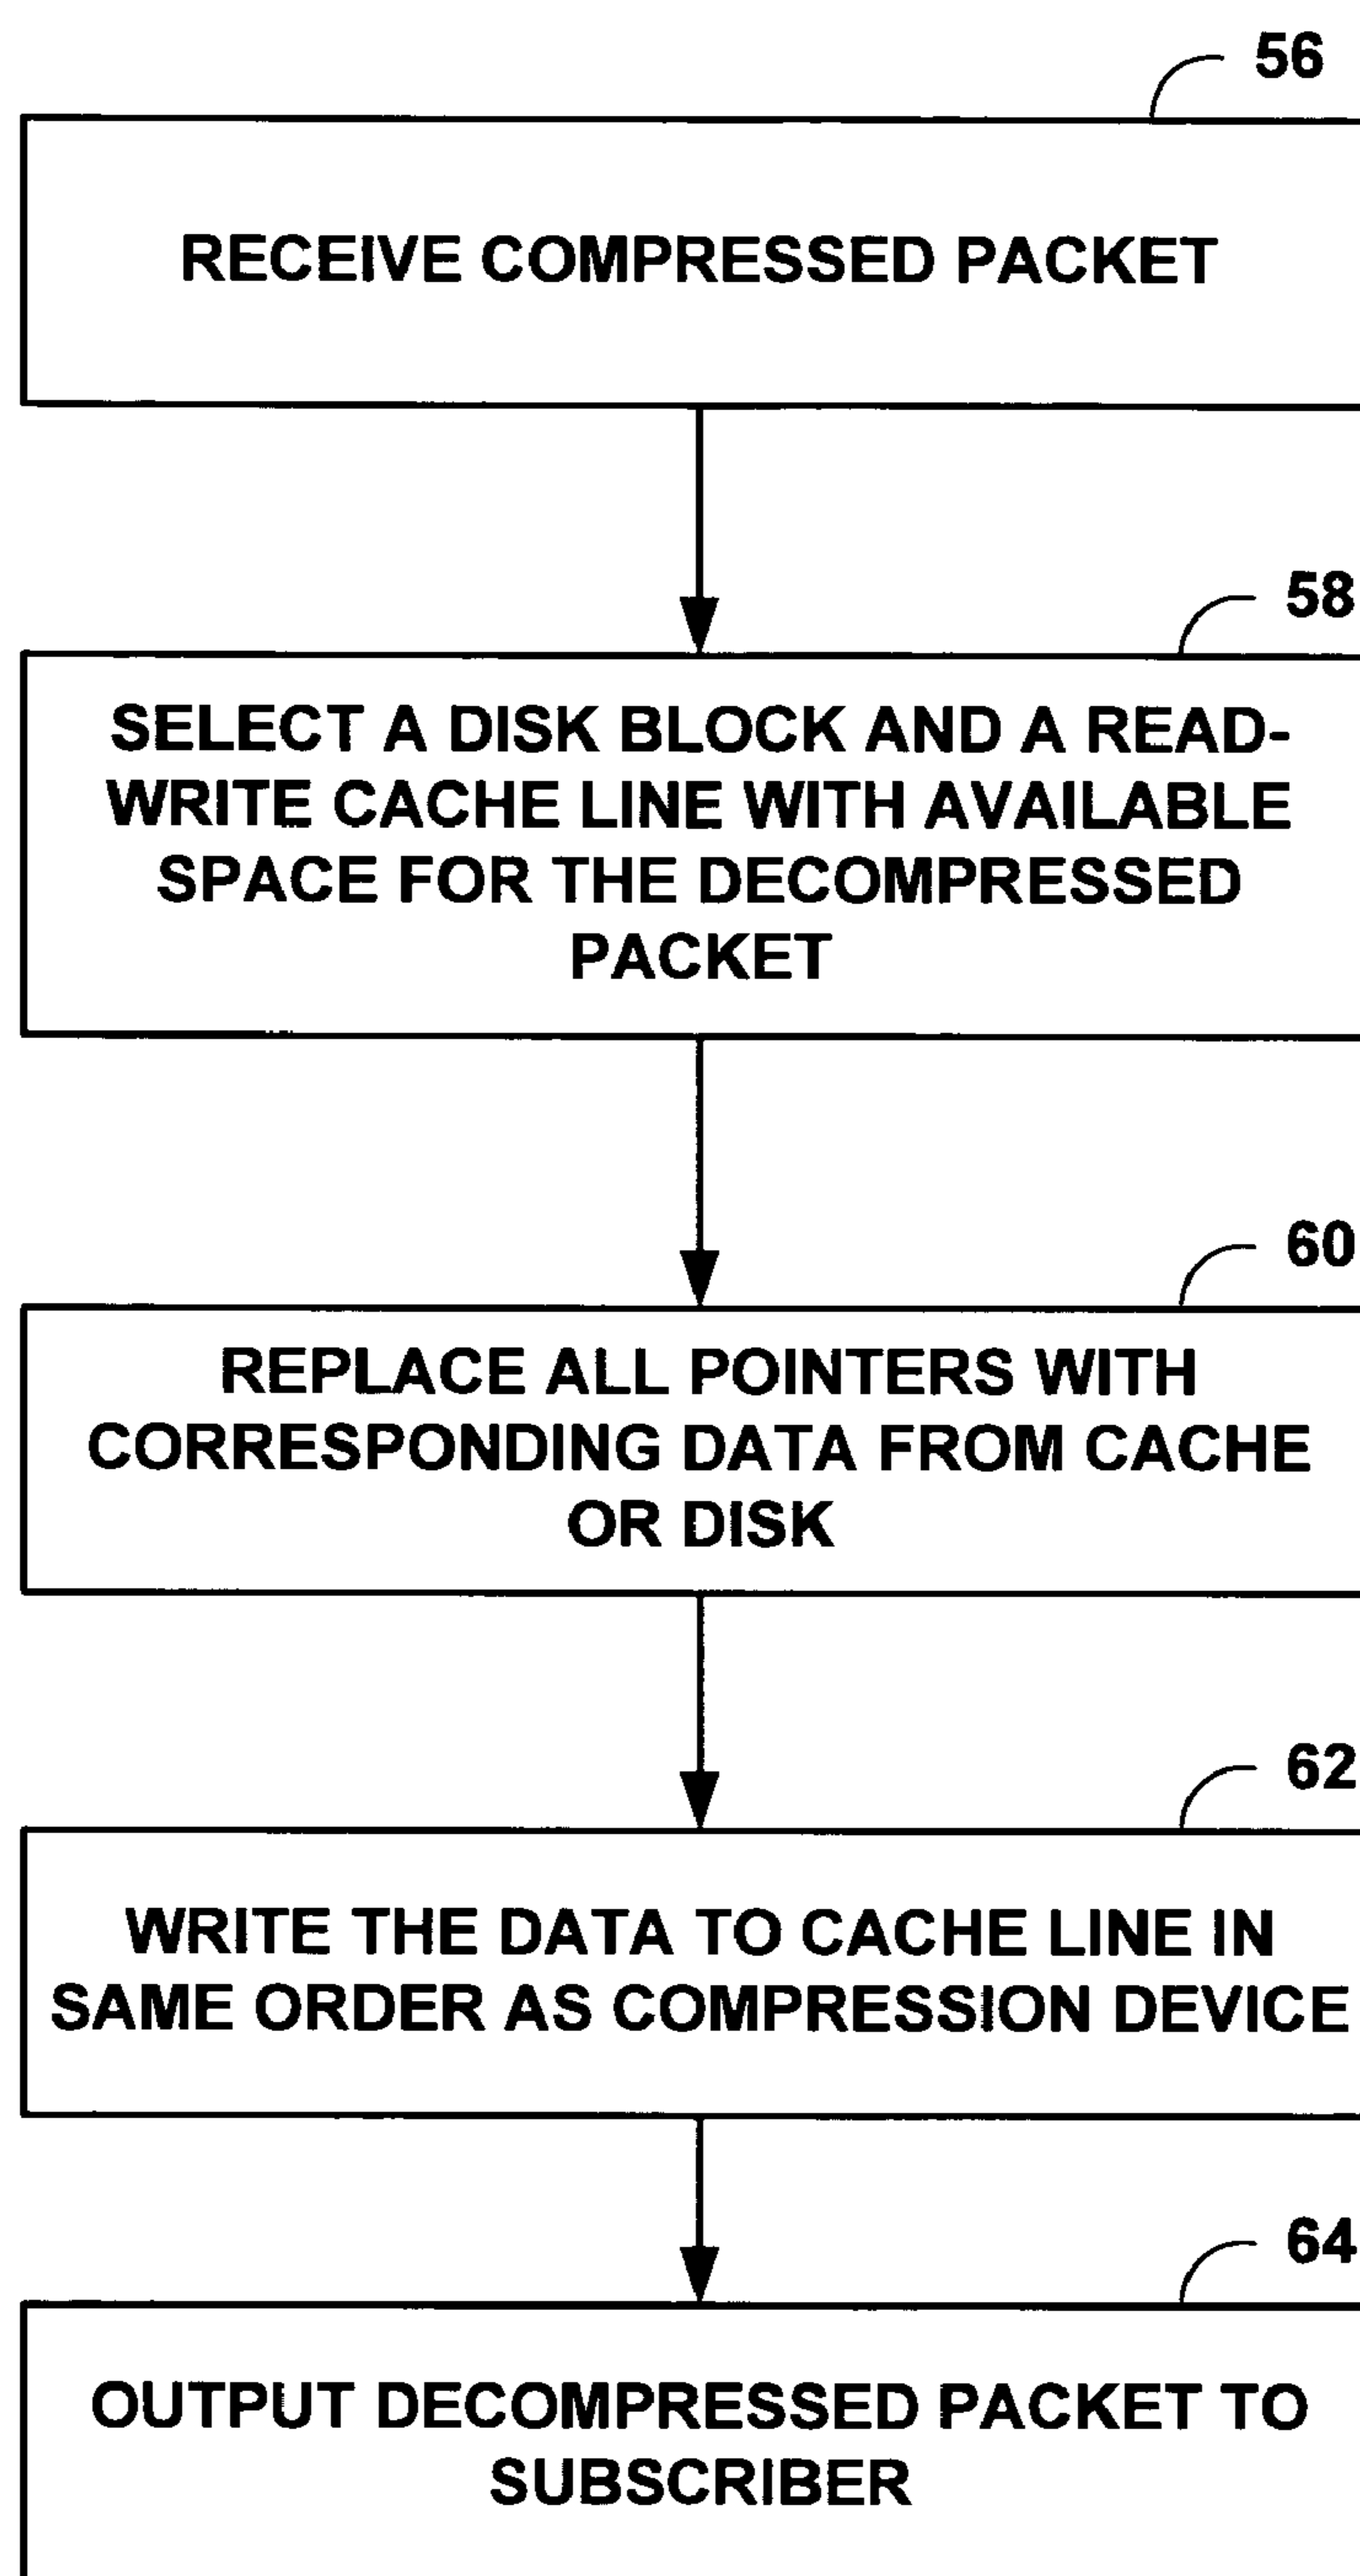 56
RECEIVE COMPRESSED PACKET
58
SELECT A DISK BLOCK AND A READ-
WRITE CACHE LINE WITH AVAILABLE
SPACE FOR THE DECOMPRESSED
PACKET
60
REPLACE ALL POINTERS WITH
CORRESPONDING DATA FROM CACHE
OR DISK
62
WRITE THE DATA TO CACHE LINE IN
SAME ORDER AS COMPRESSION DEVICE
64
OUTPUT DECOMPRESSED PACKET TO
SUBSCRIBER